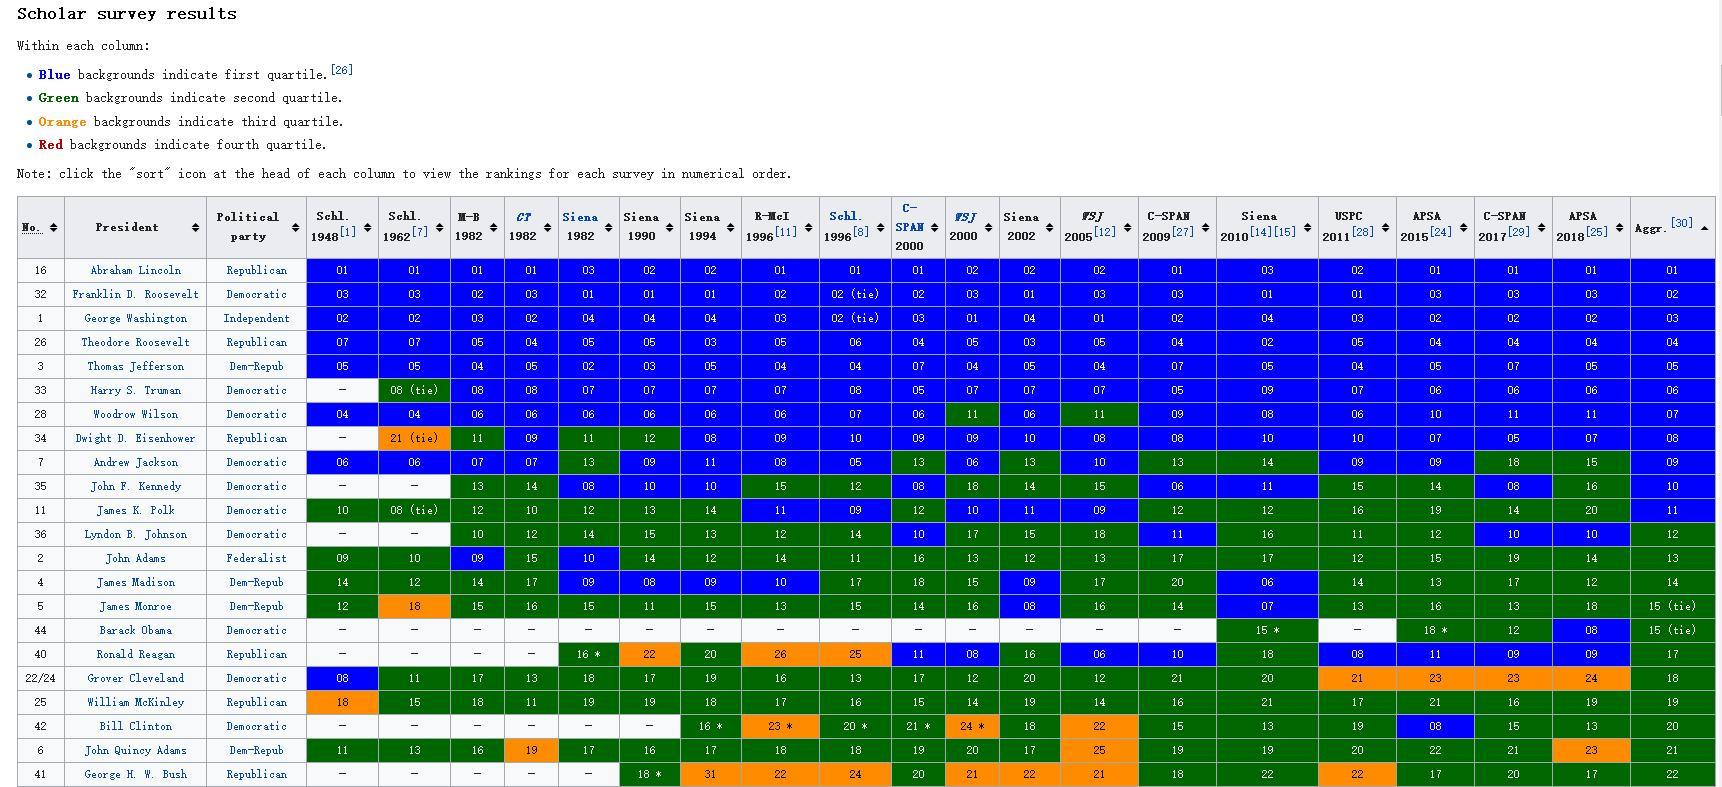 Scholar survey results
Within each column:
• Blue backgrounds indicate first quartile.[26]
• Green backgrounds indicate second quartile.
• Orange backgrounds indicate third quartile.
• Red backgrounds indicate fourth quartile.
Note: click the "sort" icon at the head of each column to view the rankings for each survey in numerical order.
No. President Political party Schl. 1948[1] Schl. 1962[7] M-B 1982 CT 1982 Siena 1982 Siena 1990 Siena 1994 R-McI 1996[11] Schl. 1996[8] C-SPAN 2000 WSJ 2000 Siena 2002 WSJ 2005[12] C-SPAN 2009[27] Siena 2010[14][15] USPC 2011[28] APSA 2015[24] C-SPAN 2017[29] APSA 2018[25] Aggr.[30]
16 Abraham Lincoln Republican 01 01 01 01 03 02 02 01 01 01 02 02 02 01 03 02 01 01 01 01
32 Franklin D. Roosevelt Democratic 03 03 02 03 01 01 01 02 02 (tie) 02 03 01 03 03 01 01 03 03 03 02
1 George Washington Independent 02 02 03 02 04 04 04 03 02 (tie) 03 01 04 01 02 04 03 02 02 02 03
26 Theodore Roosevelt Republican 07 07 05 04 05 05 03 05 06 04 05 03 05 04 02 05 04 04 04 04
3 Thomas Jefferson Dem-Repub 05 05 04 05 02 03 05 04 04 07 04 05 04 07 05 04 05 07 05 05
33 Harry S. Truman Democratic — 08 (tie) 08 08 07 07 07 07 08 05 07 07 07 05 09 07 06 06 06 06
28 Woodrow Wilson Democratic 04 04 06 06 06 06 06 06 07 06 11 06 11 09 08 06 10 11 11 07
34 Dwight D. Eisenhower Republican — 21 (tie) 11 09 11 12 08 09 10 09 09 10 08 08 10 10 07 05 07 08
7 Andrew Jackson Democratic 06 06 07 07 13 09 11 08 05 13 06 13 10 13 14 09 09 18 15 09
35 John F. Kennedy Democratic — — 13 14 08 10 10 15 12 08 18 14 15 06 11 15 14 08 16 10
11 James K. Polk Democratic 10 08 (tie) 12 10 12 13 14 11 09 12 10 11 09 12 12 16 19 14 20 11
36 Lyndon B. Johnson Democratic — — 10 12 14 15 13 12 14 10 17 15 18 11 16 11 12 10 10 12
2 John Adams Federalist 09 10 09 15 10 14 12 14 11 16 13 12 13 17 17 12 15 19 14 13
4 James Madison Dem-Repub 14 12 14 17 09 08 09 10 17 18 15 09 17 20 06 14 13 17 12 14
5 James Monroe Dem-Repub 12 18 15 16 15 11 15 13 15 14 16 08 16 14 07 13 16 13 18 15 (tie)
44 Barack Obama Democratic — — — — — — — — — — — — — — 15 * — 18 * 12 08 15 (tie)
40 Ronald Reagan Republican — — — — 16 * 22 20 26 25 11 08 16 06 10 18 08 11 09 09 17
22/24 Grover Cleveland Democratic 08 11 17 13 18 17 19 16 13 17 12 20 12 21 20 21 23 23 24 18
25 William McKinley Republican 18 15 18 11 19 19 18 17 16 15 14 19 14 16 21 17 21 16 19 19
42 Bill Clinton Democratic — — — — — — 16 * 23 * 20 * 21 * 24 * 18 22 15 13 19 08 15 13 20
6 John Quincy Adams Dem-Repub 11 13 16 19 17 16 17 18 18 19 20 17 25 19 19 20 22 21 23 21
41 George H. W. Bush Republican — — — — — 18 * 31 22 24 20 21 22 21 18 22 22 17 20 17 22